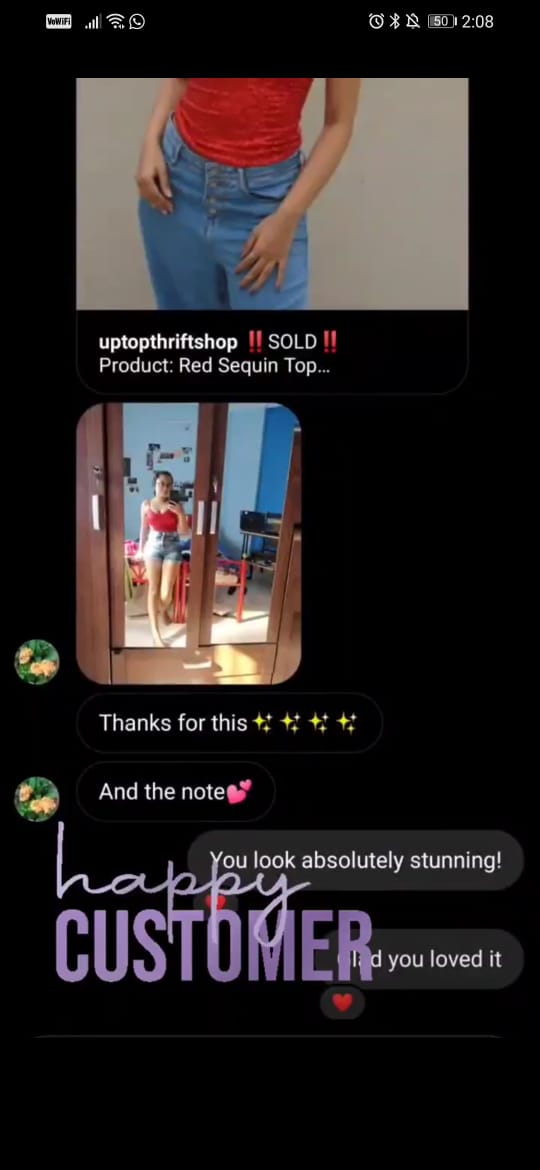 VoWiFi
50 2:08
uptopthriftshop ‼️ SOLD ‼️
Product: Red Sequin Top...
Thanks for this✨ ✨ ✨ ✨
And the note💕
You look absolutely stunning!
happy
CUSTOMER
Glad you loved it